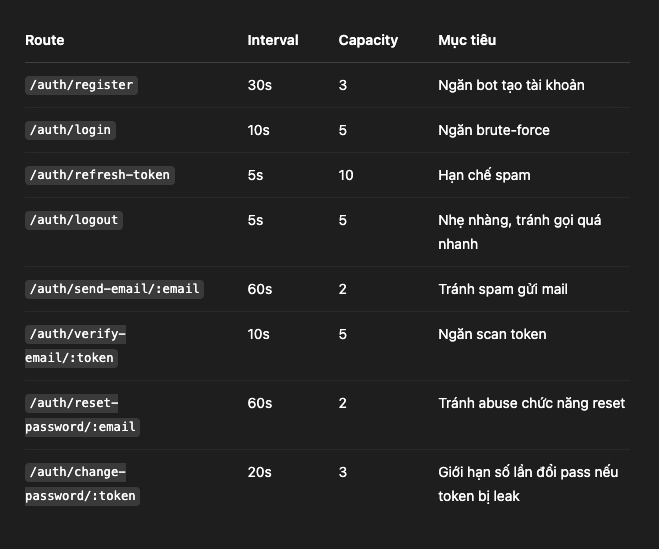 Route Interval Capacity Mục tiêu
/auth/register 30s 3 Ngăn bot tạo tài khoản
/auth/login 10s 5 Ngăn brute-force
/auth/refresh-token 5s 10 Hạn chế spam
/auth/logout 5s 5 Nhẹ nhàng, tránh gọi quá
nhanh
/auth/send-email/:email 60s 2 Tránh spam gửi mail
/auth/verify- 10s 5 Ngăn scan token
email/:token
/auth/reset- 60s 2 Tránh abuse chức năng reset
password/:email
/auth/change- 20s 3 Giới hạn số lần đổi pass nếu
password/:token token bị leak